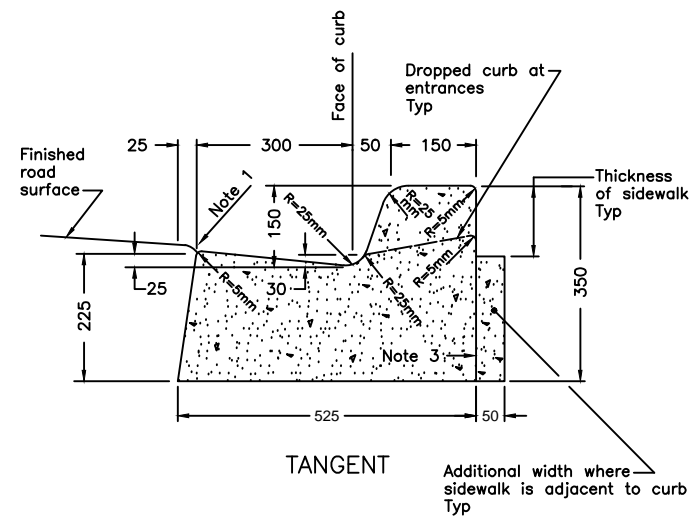 Face of curb
Dropped curb at
entrances
Typ
25
300
50
150
Finished
road
surface
Note 1
R=25mm
150
R=25
mm
R=5mm
Thickness
of sidewalk
Typ
25
R=5mm
30
R=25mm
R=5mm
225
350
Note 3
525
50
TANGENT
Additional width where
sidewalk is adjacent to curb
Typ